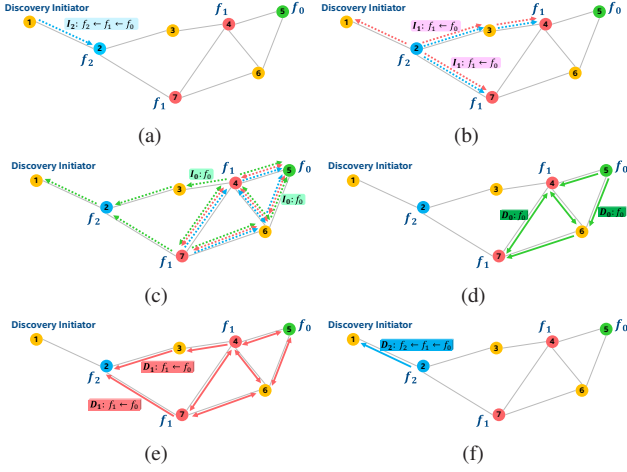 Discovery Initiator
1
I₂: f₂ ← f₁ ← f₀
2
f₂
3
f₁
4
5
f₀
6
7
f₁
(a)
Discovery Initiator
1
2
f₂
I₁: f₁ ← f₀
3
f₁
4
5
f₀
6
I₁: f₁ ← f₀
7
f₁
(b)
Discovery Initiator
1
2
f₂
3
I₀: f₀
f₁
4
5
f₀
I₀: f₀
6
7
f₁
(c)
Discovery Initiator
1
2
f₂
3
f₁
4
5
f₀
D₀: f₀
D₀: f₀
6
7
f₁
(d)
Discovery Initiator
1
2
f₂
3
D₁: f₁ ← f₀
f₁
4
5
f₀
6
D₁: f₁ ← f₀
7
f₁
(e)
Discovery Initiator
1
D₂: f₂ ← f₁ ← f₀
2
f₂
3
f₁
4
5
f₀
6
7
f₁
(f)